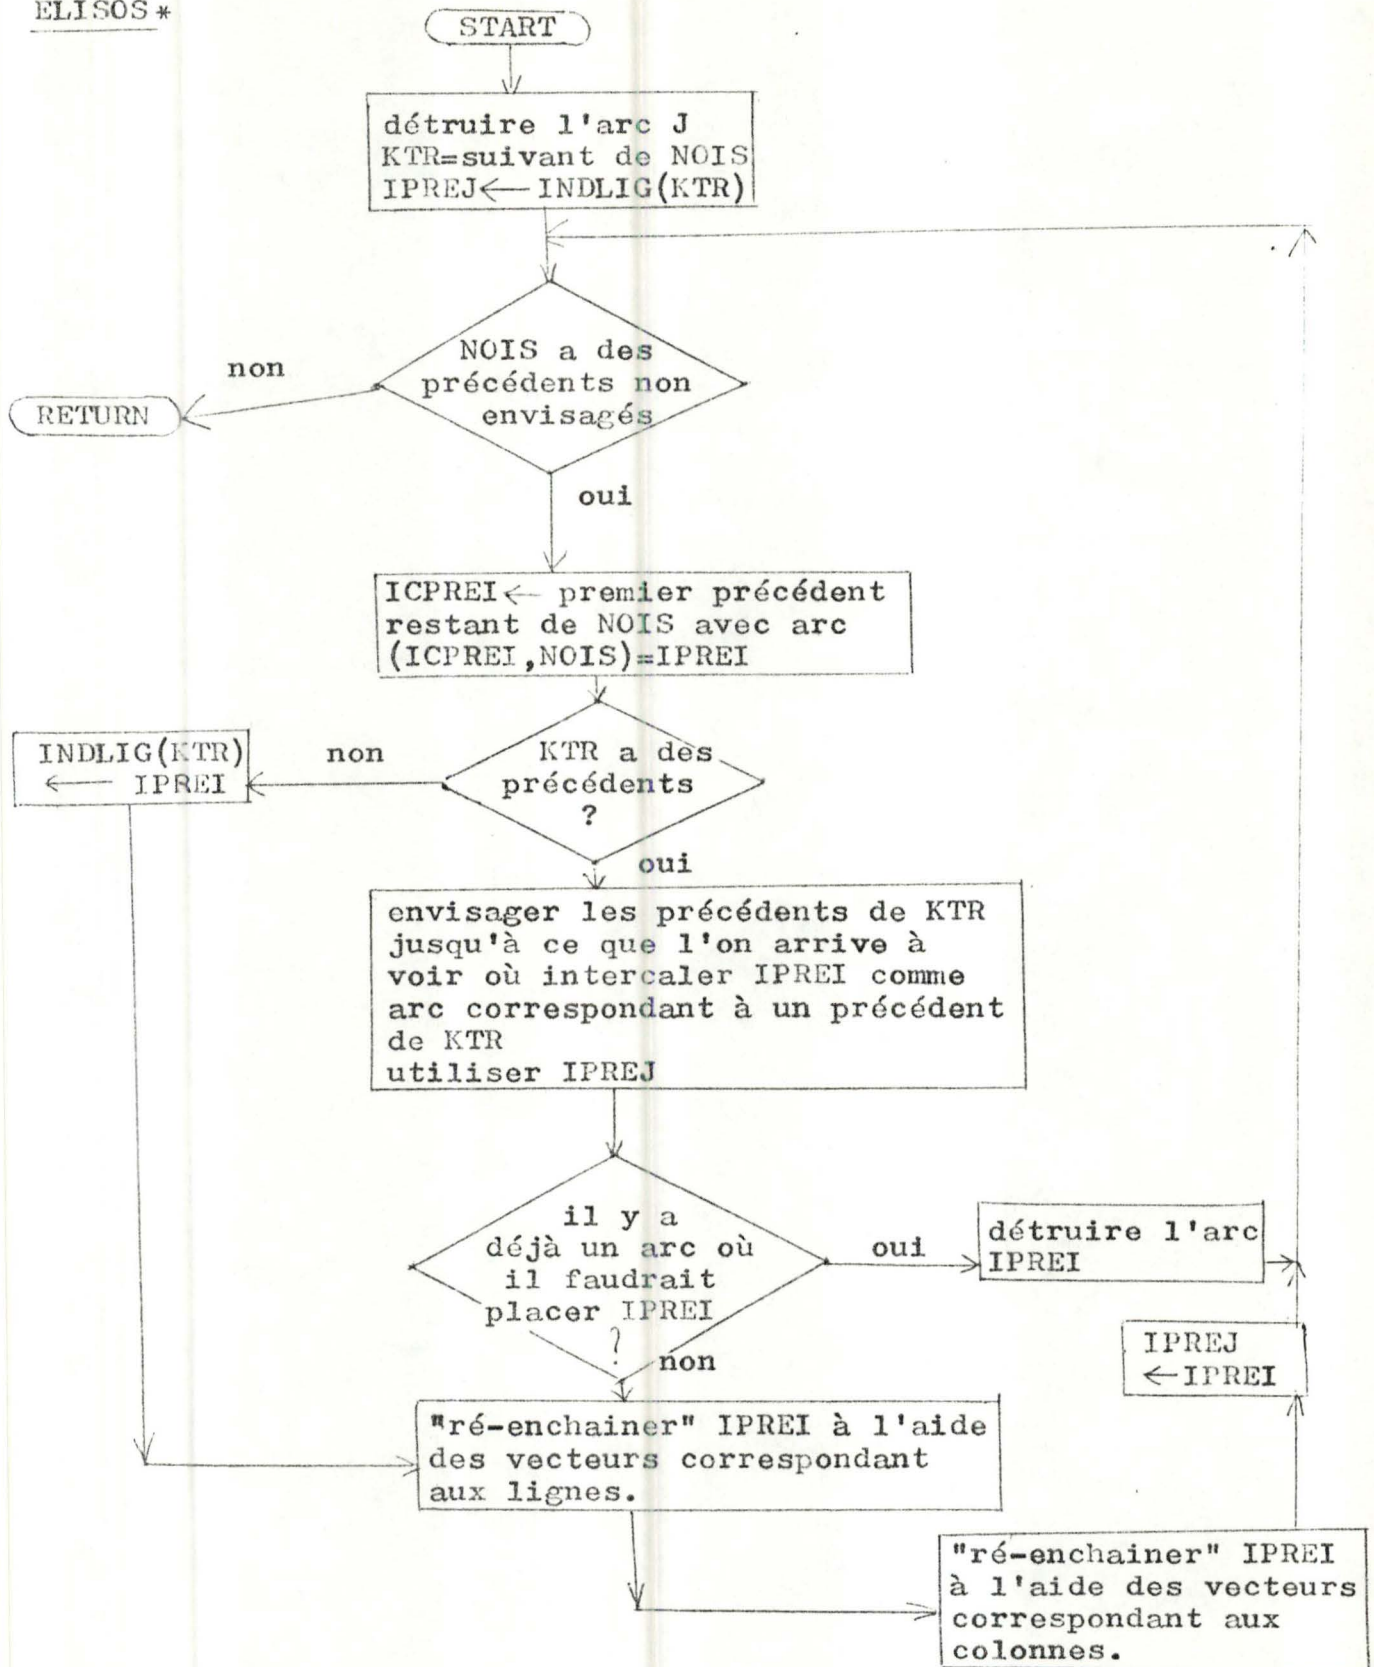 ELISOS *
START
détruire l'arc J
KTR=suivant de NOIS
IPREJ← INDLIG(KTR)
NOIS a des
précédents non
envisagés
non
RETURN
oui
ICPREI← premier précédent
restant de NOIS avec arc
(ICPREI,NOIS)=IPREI
KTR a des
précédents
?
non
INDLIG(KTR)
← IPREI
oui
envisager les précédents de KTR
jusqu'à ce que l'on arrive à
voir où intercaler IPREI comme
arc correspondant à un précédent
de KTR
utiliser IPREJ
il y a
déjà un arc où
il faudrait
placer IPREI
?
oui
détruire l'arc
IPREI
non
IPREJ
←IPREI
"ré-enchainer" IPREI à l'aide
des vecteurs correspondant
aux lignes.
"ré-enchainer" IPREI
à l'aide des vecteurs
correspondant aux
colonnes.